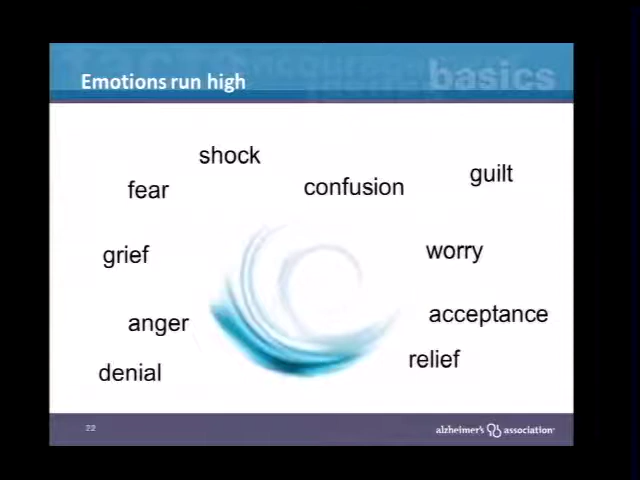 Emotions run high
basics
shock
guilt
fear
confusion
grief
worry
anger
acceptance
relief
denial
22
alzheimer's association